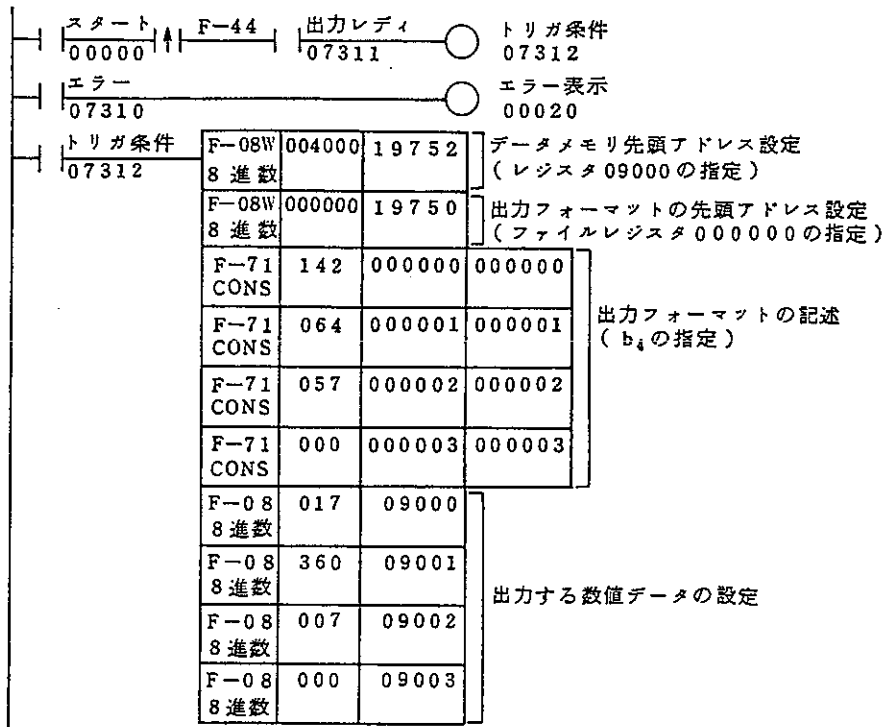 スタート F-44 出力レディ トリガ条件
00000 07311 07312
エラー エラー表示
07310 00020
トリガ条件
07312
F-08W 8進数 004000 19752
データメモリ先頭アドレス設定
(レジスタ09000の指定)
F-08W 8進数 000000 19750
出力フォーマットの先頭アドレス設定
(ファイルレジスタ000000の指定)
F-71 CONS 142 000000 000000
F-71 CONS 064 000001 000001
出力フォーマットの記述
(b4の指定)
F-71 CONS 057 000002 000002
F-71 CONS 000 000003 000003
F-08 8進数 017 09000
F-08 8進数 360 09001
出力する数値データの設定
F-08 8進数 007 09002
F-08 8進数 000 09003